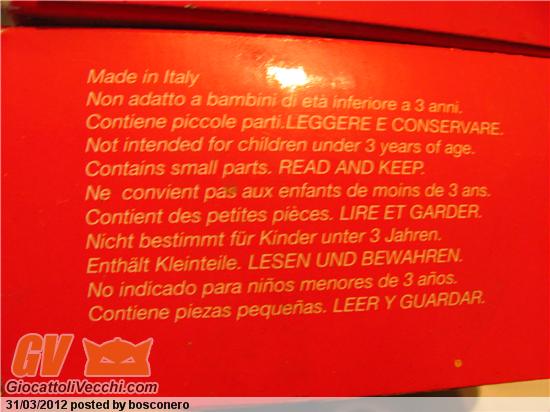 Made in Italy
Non adatto a bambini di età inferiore a 3 anni.
Contiene piccole parti.LEGGERE E CONSERVARE.
Not intended for children under 3 years of age.
Contains small parts. READ AND KEEP.
Ne convient pas aux enfants de moins de 3 ans.
Contient des petites pièces. LIRE ET GARDER.
Nicht bestimmt für Kinder unter 3 Jahren.
Enthält Kleinteile. LESEN UND BEWAHREN.
No indicado para niños menores de 3 años.
Contiene piezas pequeñas. LEER Y GUARDAR.
GV
GiocattoliVecchi.com
31/03/2012 posted by bosconero